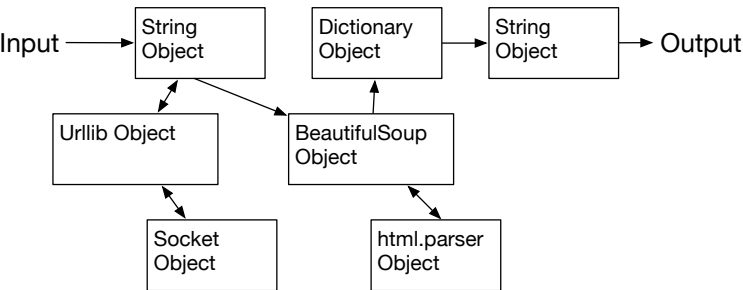 Input
String
Object
Dictionary
Object
String
Object
Output
Urllib Object
BeautifulSoup
Object
Socket
Object
html.parser
Object